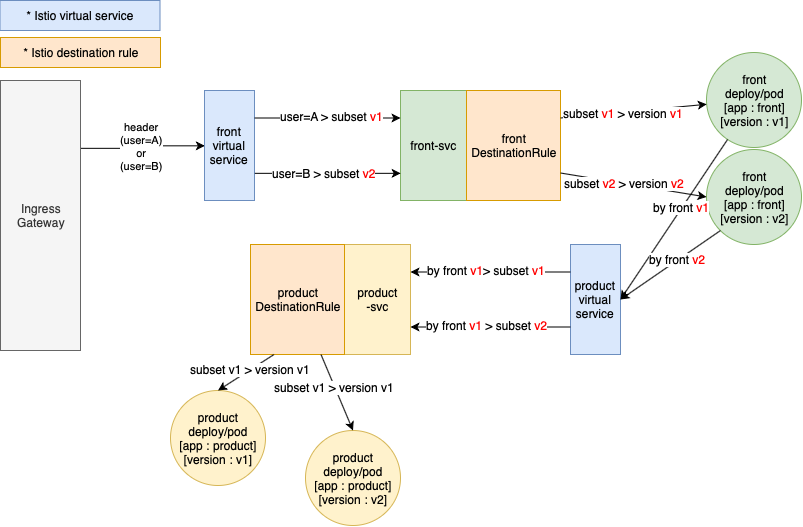 * Istio virtual service
* Istio destination rule
Ingress
Gateway
header
(user=A)
or
(user=B)
front
virtual
service
user=A > subset v1
user=B > subset v2
front-svc
front
DestinationRule
subset v1 > version v1
subset v2 > version v2
front
deploy/pod
[app : front]
[version : v1]
front
deploy/pod
[app : front]
[version : v2]
by front v1
by front v2
product
virtual
service
by front v1> subset v1
by front v1 > subset v2
product
-svc
product
DestinationRule
subset v1 > version v1
subset v1 > version v1
product
deploy/pod
[app : product]
[version : v1]
product
deploy/pod
[app : product]
[version : v2]